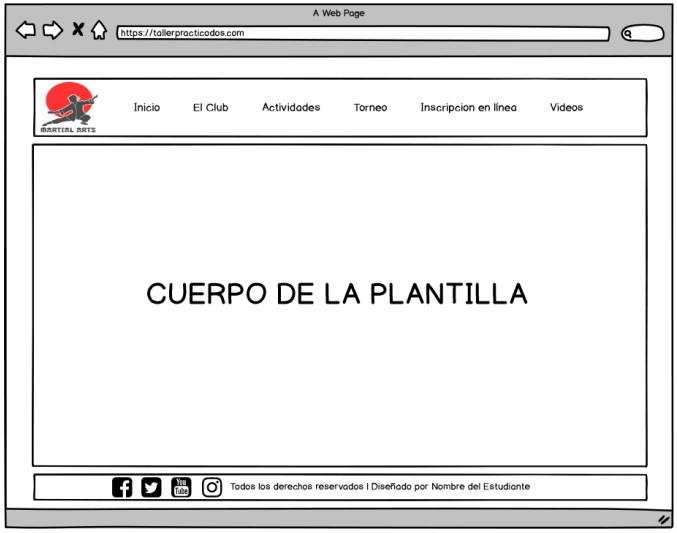 A Web Page
https://tallerpracticodos.com
MARTIAL ARTS
Inicio El Club Actividades Torneo Inscripcion en línea Videos
CUERPO DE LA PLANTILLA
You
Tube
Todos los derechos reservados | Diseñado por Nombre del Estudiante